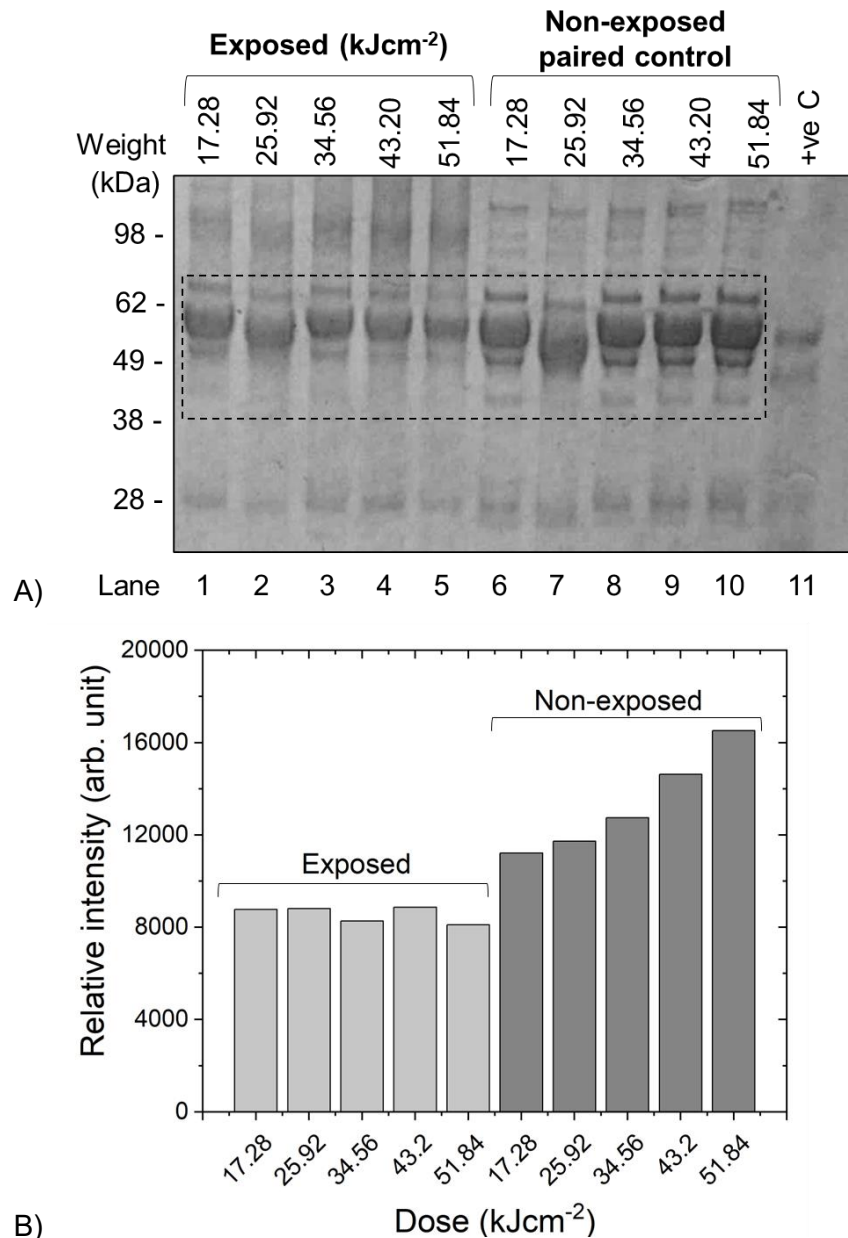 Exposed (kJcm-2)
Non-exposed
paired control
Weight
(kDa)
17.28
25.92
34.56
43.20
51.84
17.28
25.92
34.56
43.20
51.84
+ve C
98 -
62 -
49 -
38 -
28 -
A)
Lane 1 2 3 4 5 6 7 8 9 10 11
20000
16000
12000
8000
4000
0
Relative intensity (arb. unit)
Exposed
Non-exposed
17.28
25.92
34.56
43.2
51.84
17.28
25.92
34.56
43.2
51.84
Dose (kJcm-2)
B)